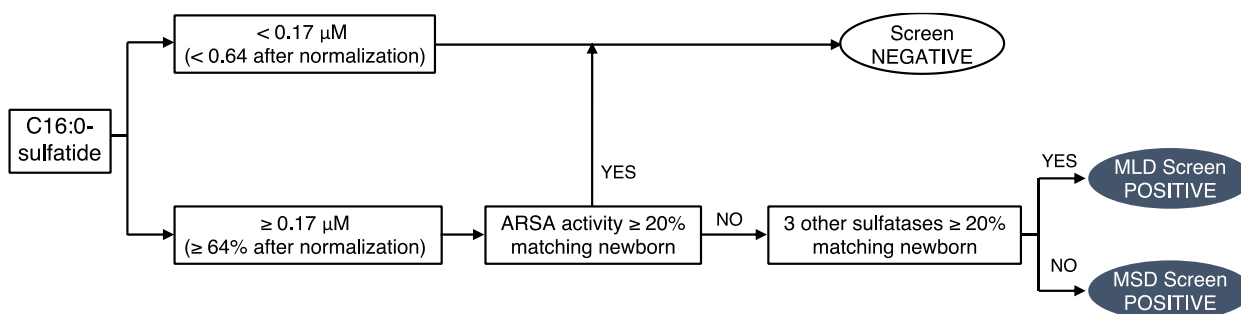 < 0.17 µM
(< 0.64 after normalization)
Screen
NEGATIVE
C16:0-
sulfatide
YES
YES
MLD Screen
POSITIVE
≥ 0.17 µM
(≥ 64% after normalization)
ARSA activity ≥ 20%
matching newborn
NO
3 other sulfatases ≥ 20%
matching newborn
NO
MSD Screen
POSITIVE